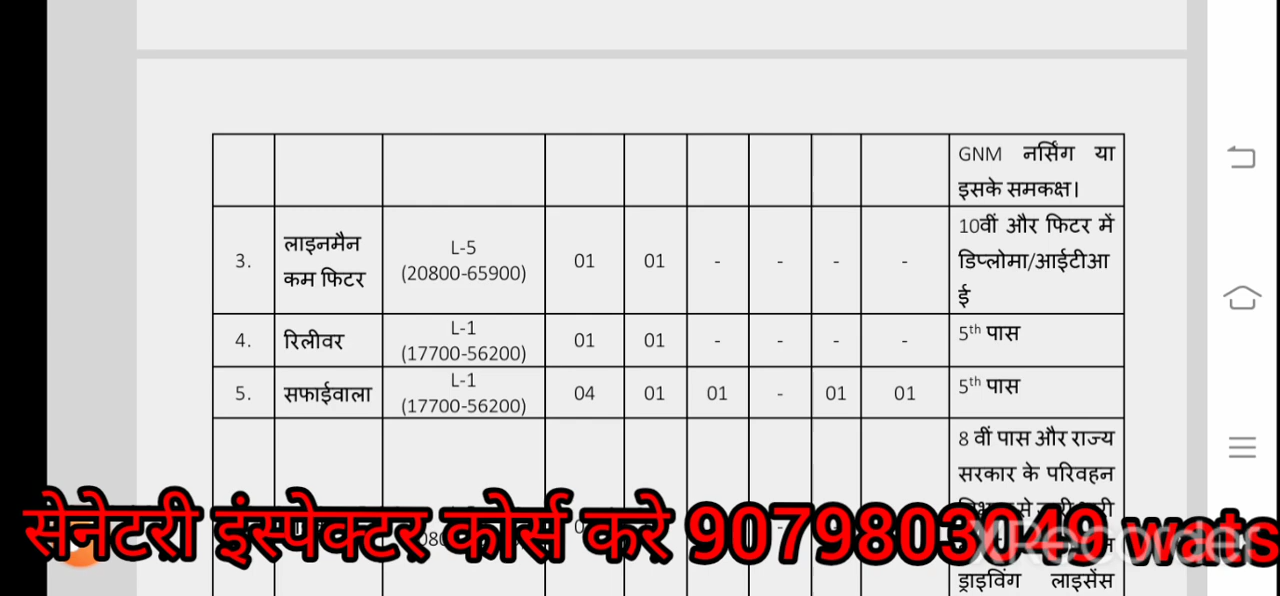 GNM नर्सिंग या
इसके समकक्ष।
3. लाइनमैन कम फिटर L-5 (20800-65900) 01 01 - - - - 10वीं और फिटर में
डिप्लोमा/आईटीआ
ई
4. रिलीवर L-1 (17700-56200) 01 01 - - - - 5th पास
5. सफाईवाला L-1 (17700-56200) 04 01 01 - 01 01 5th पास
8 वीं पास और राज्य
सरकार के परिवहन
ड्राइविंग लाइसेंस
सेनेटरी इंस्पेक्टर कोर्स करे 9079803049 wats
XRecorder